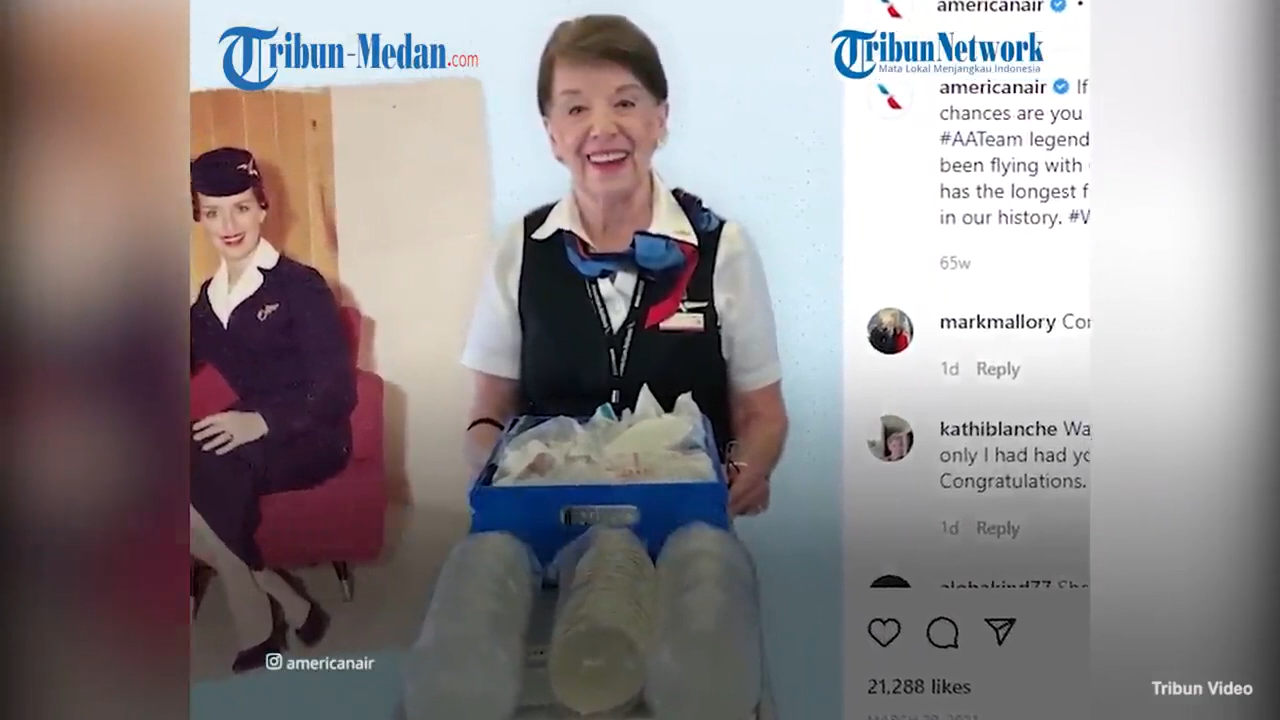 Tribun-Medan.com
TribunNetwork
Mata Lokal Menjangkau Indonesia
americanair •
americanair If
chances are you
#AATeam legend
been flying with
has the longest f
in our history. #W
65w
markmallory Con
1d Reply
kathiblanche Wa
only I had had yo
Congratulations.
1d Reply
21,288 likes
americanair
Tribun Video